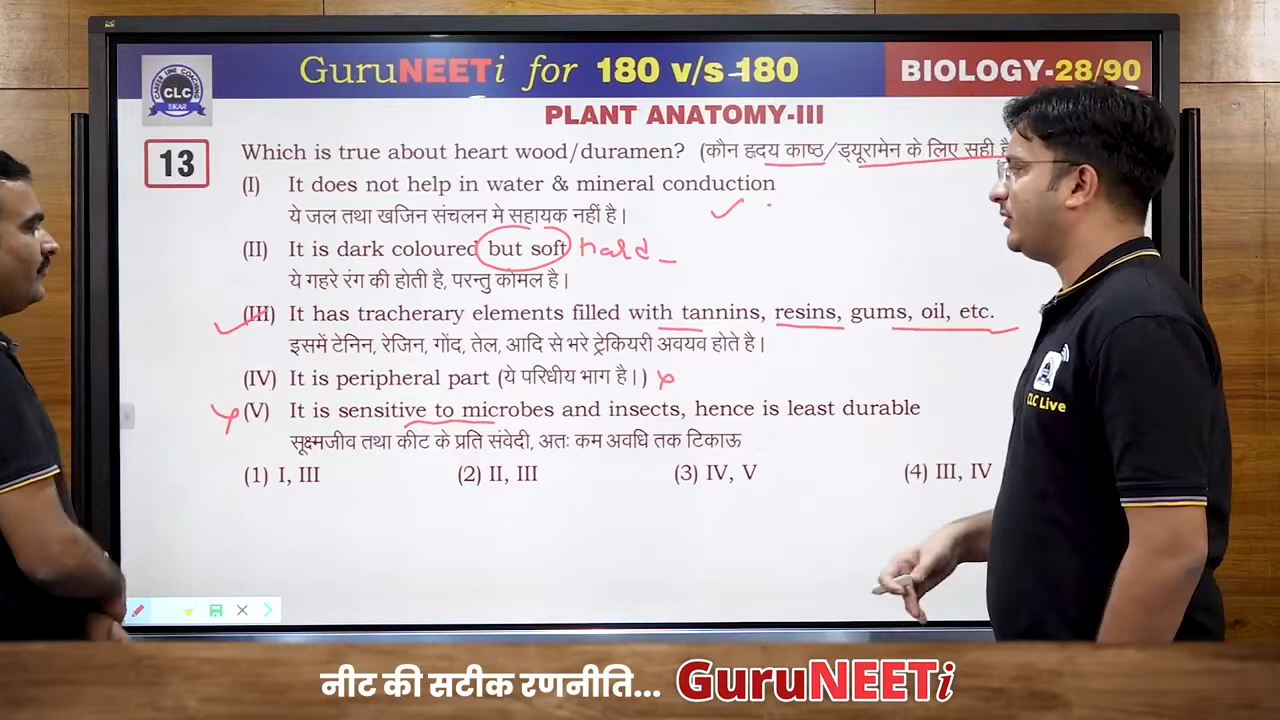 GuruNEETi for 180 v/s 180
BIOLOGY-28/90
CAREER LINE COACHING
CLC
SIKAR
PLANT ANATOMY-III
13
Which is true about heart wood/duramen? (कौन हृदय काष्ठ/ड्यूरामेन के लिए सही है
(I) It does not help in water & mineral conduction
ये जल तथा खजिन संचलन मे सहायक नहीं है।
(II) It is dark coloured but soft hard
ये गहरे रंग की होती है, परन्तु कोमल है।
(III) It has tracherary elements filled with tannins, resins, gums, oil, etc.
इसमें टेनिन, रेजिन, गोंद, तेल, आदि से भरे ट्रेकियरी अवयव होते है।
(IV) It is peripheral part (ये परिधीय भाग है।)
(V) It is sensitive to microbes and insects, hence is least durable
सूक्ष्मजीव तथा कीट के प्रति संवेदी, अतः कम अवधि तक टिकाऊ
(1) I, III (2) II, III (3) IV, V (4) III, IV
CLC Live
नीट की सटीक रणनीति... GuruNEETi